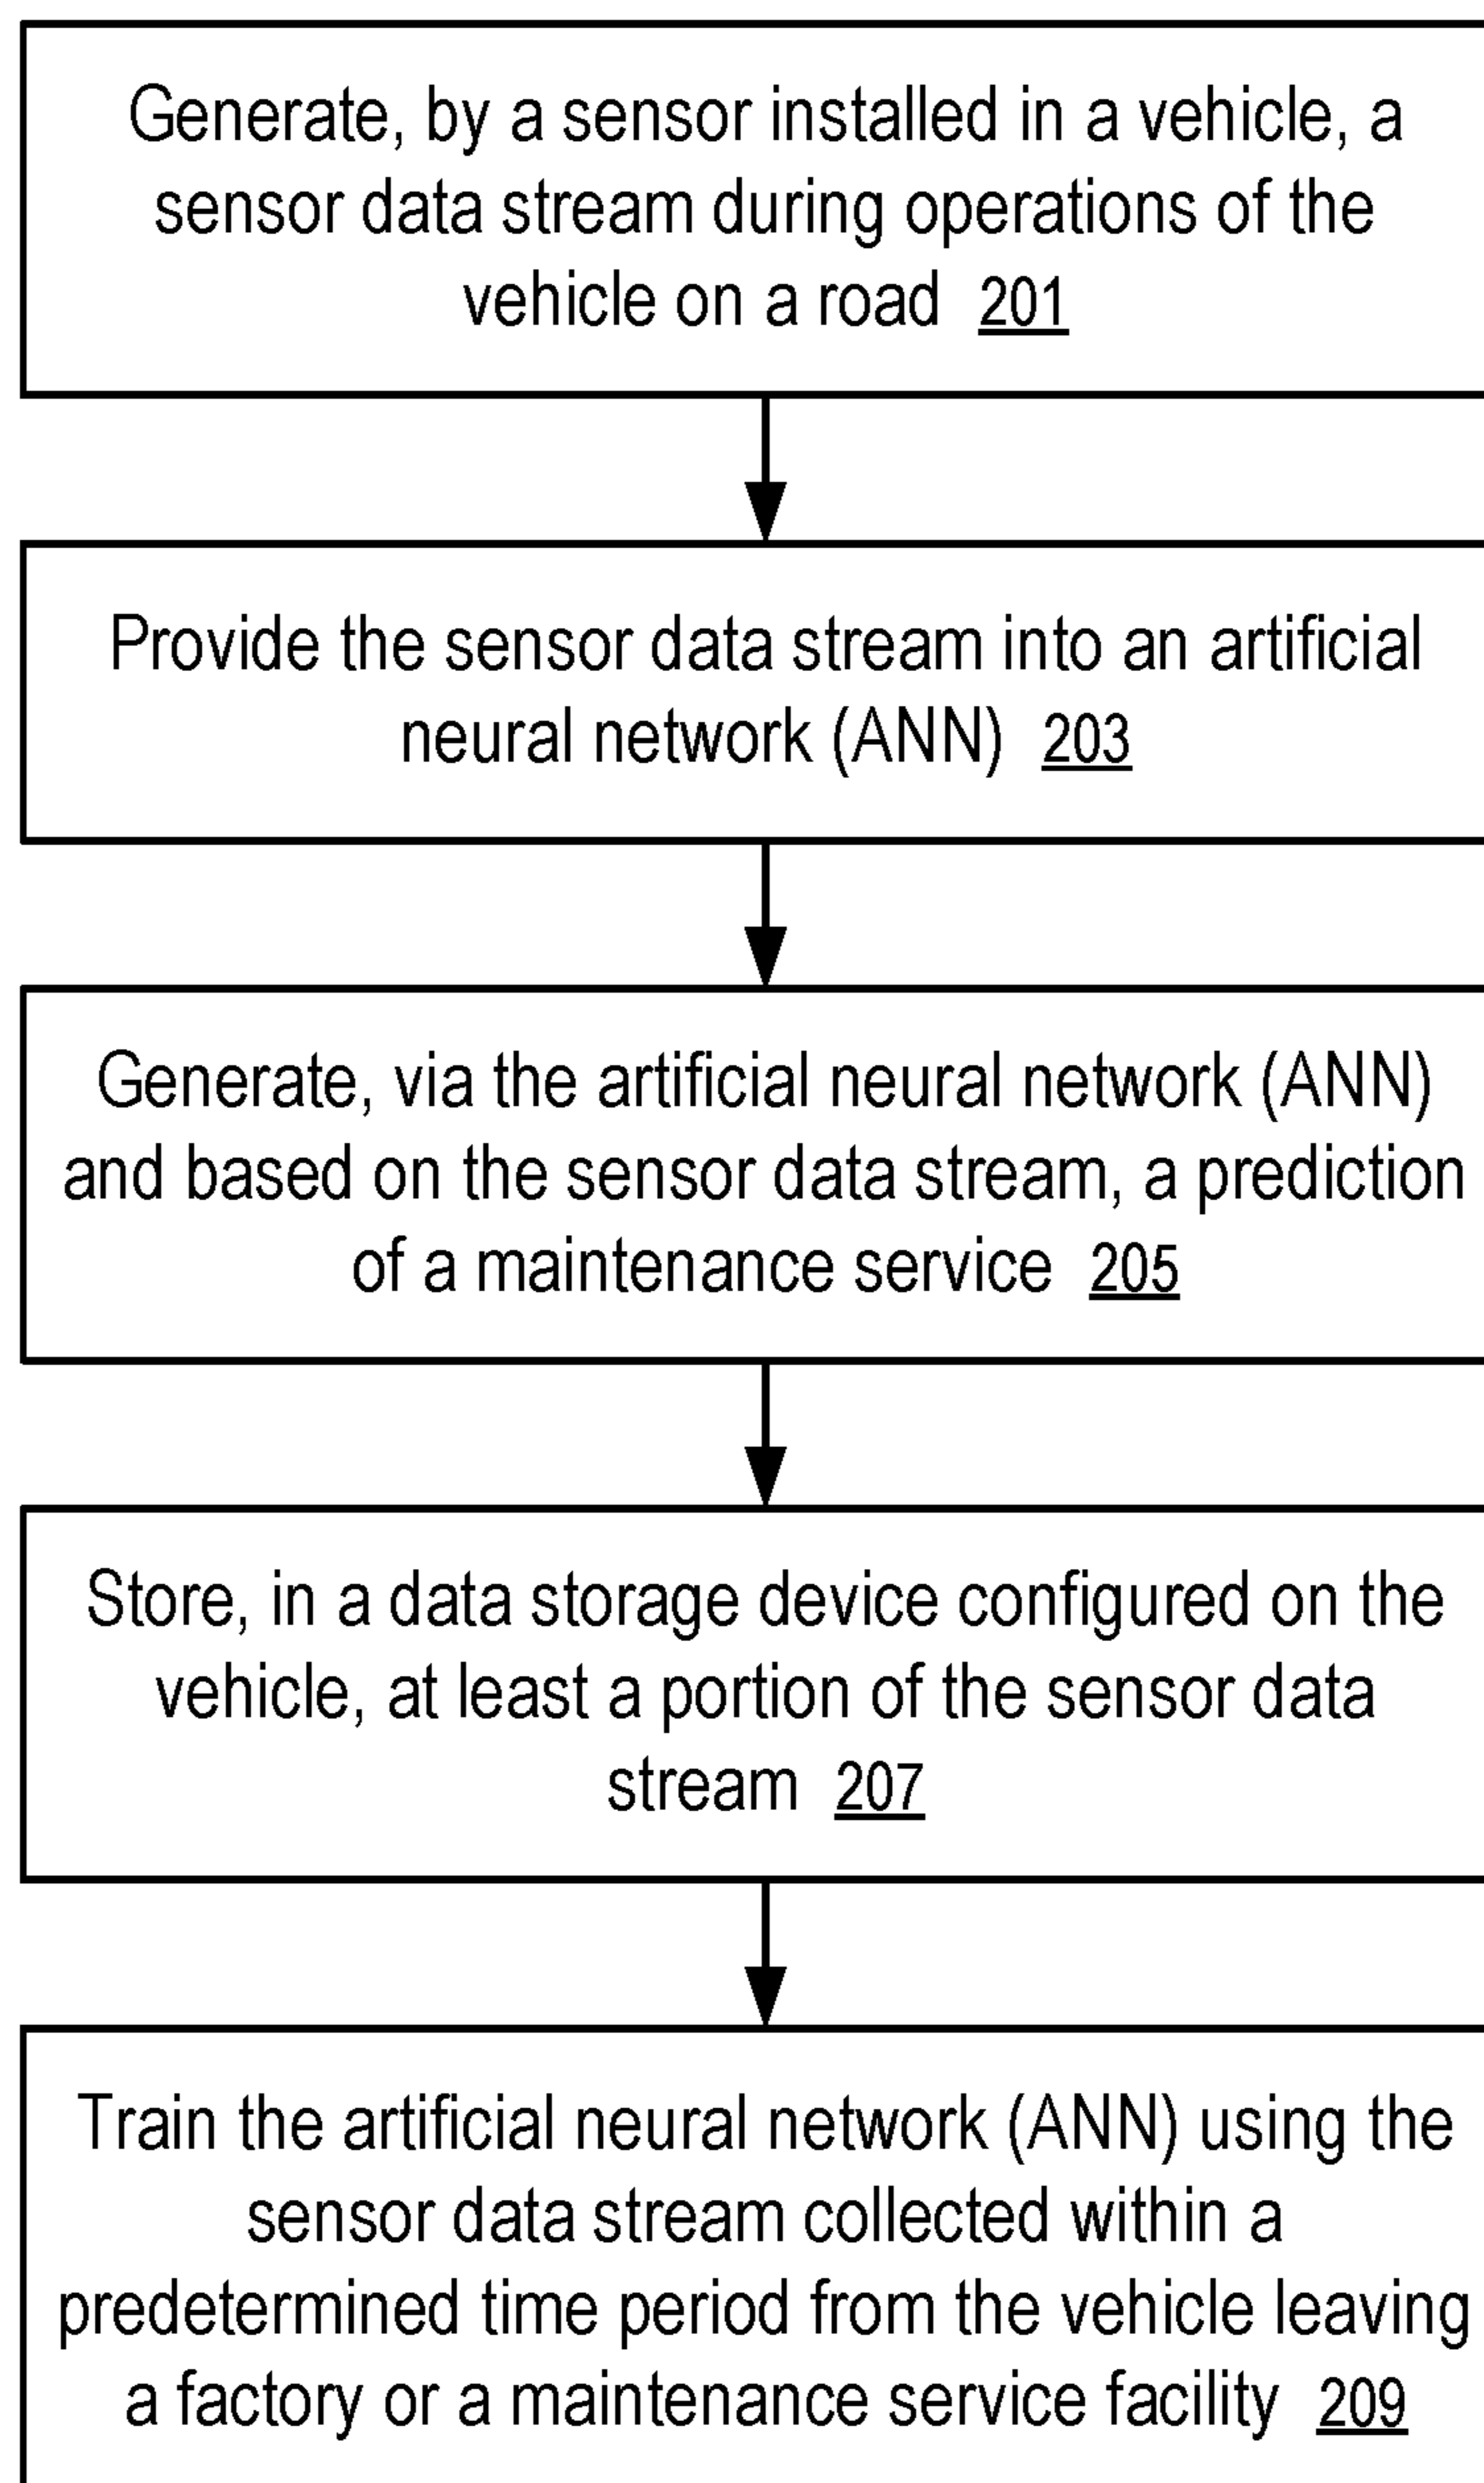 Generate, by a sensor installed in a vehicle, a
sensor data stream during operations of the
vehicle on a road 201
Provide the sensor data stream into an artificial
neural network (ANN) 203
Generate, via the artificial neural network (ANN)
and based on the sensor data stream, a prediction
of a maintenance service 205
Store, in a data storage device configured on the
vehicle, at least a portion of the sensor data
stream 207
Train the artificial neural network (ANN) using the
sensor data stream collected within a
predetermined time period from the vehicle leaving
a factory or a maintenance service facility 209